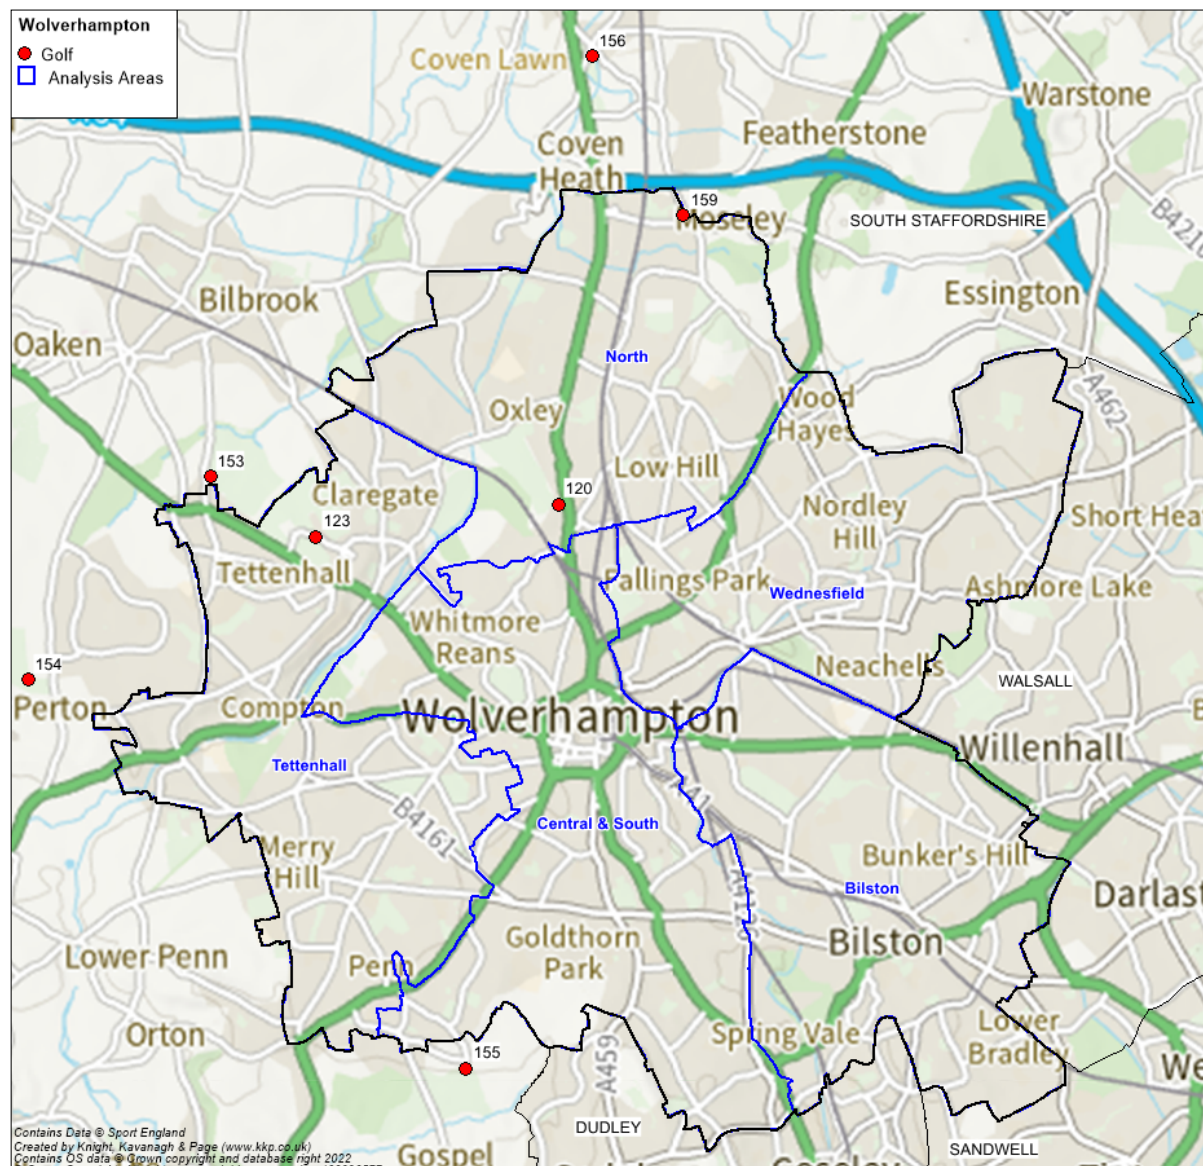 Wolverhampton
Golf
Analysis Areas
156
Coven Lawn
Warstone
Featherstone
Coven
Heath
159
Moseley
SOUTH STAFFORDSHIRE
Bilbrook
Essington
Oaken
North
A462
Wood
Hayes
Oxley
153
Low Hill
Claregate
120
Nordley
Hill
123
Tettenhall
Fallings Park
Ashmore Lake
Wednesfield
Whitmore
Reans
154
Neachells
WALSALL
Perton
Compton
Wolverhampton
Willenhall
Tettenhall
B4161
Central & South
Merry
Hill
Bunker's Hill
Bilston
Goldthorn
Park
Bilston
Lower Penn
Penn
Orton
Spring Vale
Lower
Bradley
155
A459
DUDLEY
SANDWELL
Gospel
Contains Data © Sport England
Created by Knight, Kavanagh & Page (www.kkp.co.uk)
Contains OS data © Crown copyright and database right 2022